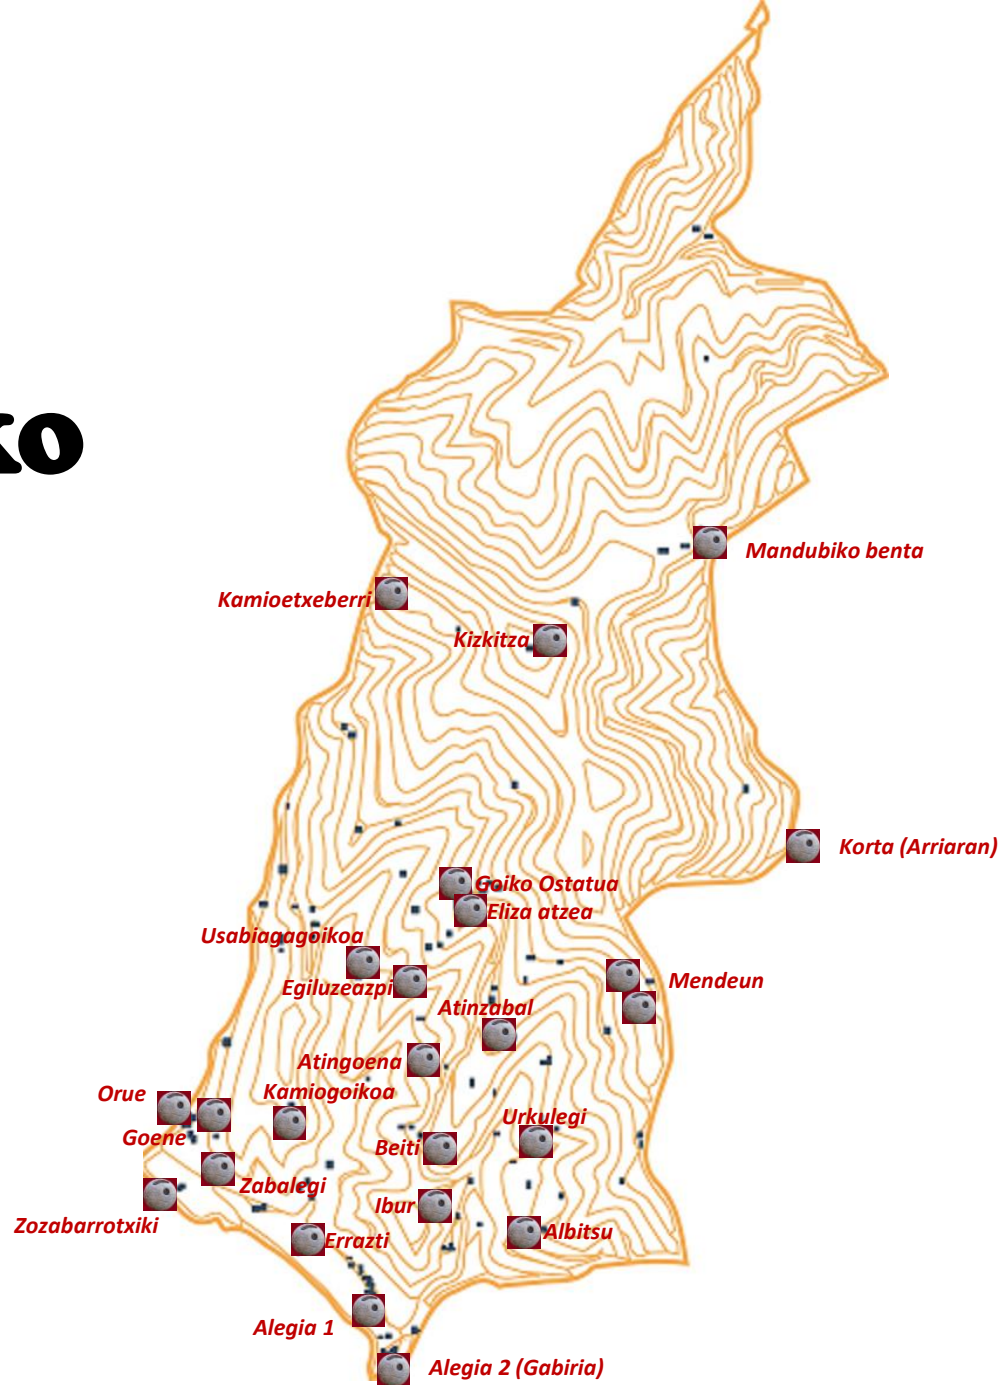 ko
Mandubiko benta
Kamioetxeberri
Kizkitza
Korta (Arriaran)
Goiko Ostatua
Eliza atzea
Usabiagagoikoa
Mendeun
Egiluzeazpi
Atinzabal
Atingoena
Kamiogoikoa
Orue
Urkulegi
Goene
Beiti
Zabalegi
Ibur
Zozabarrotxiki
Albitsu
Errazti
Alegia 1
Alegia 2 (Gabiria)